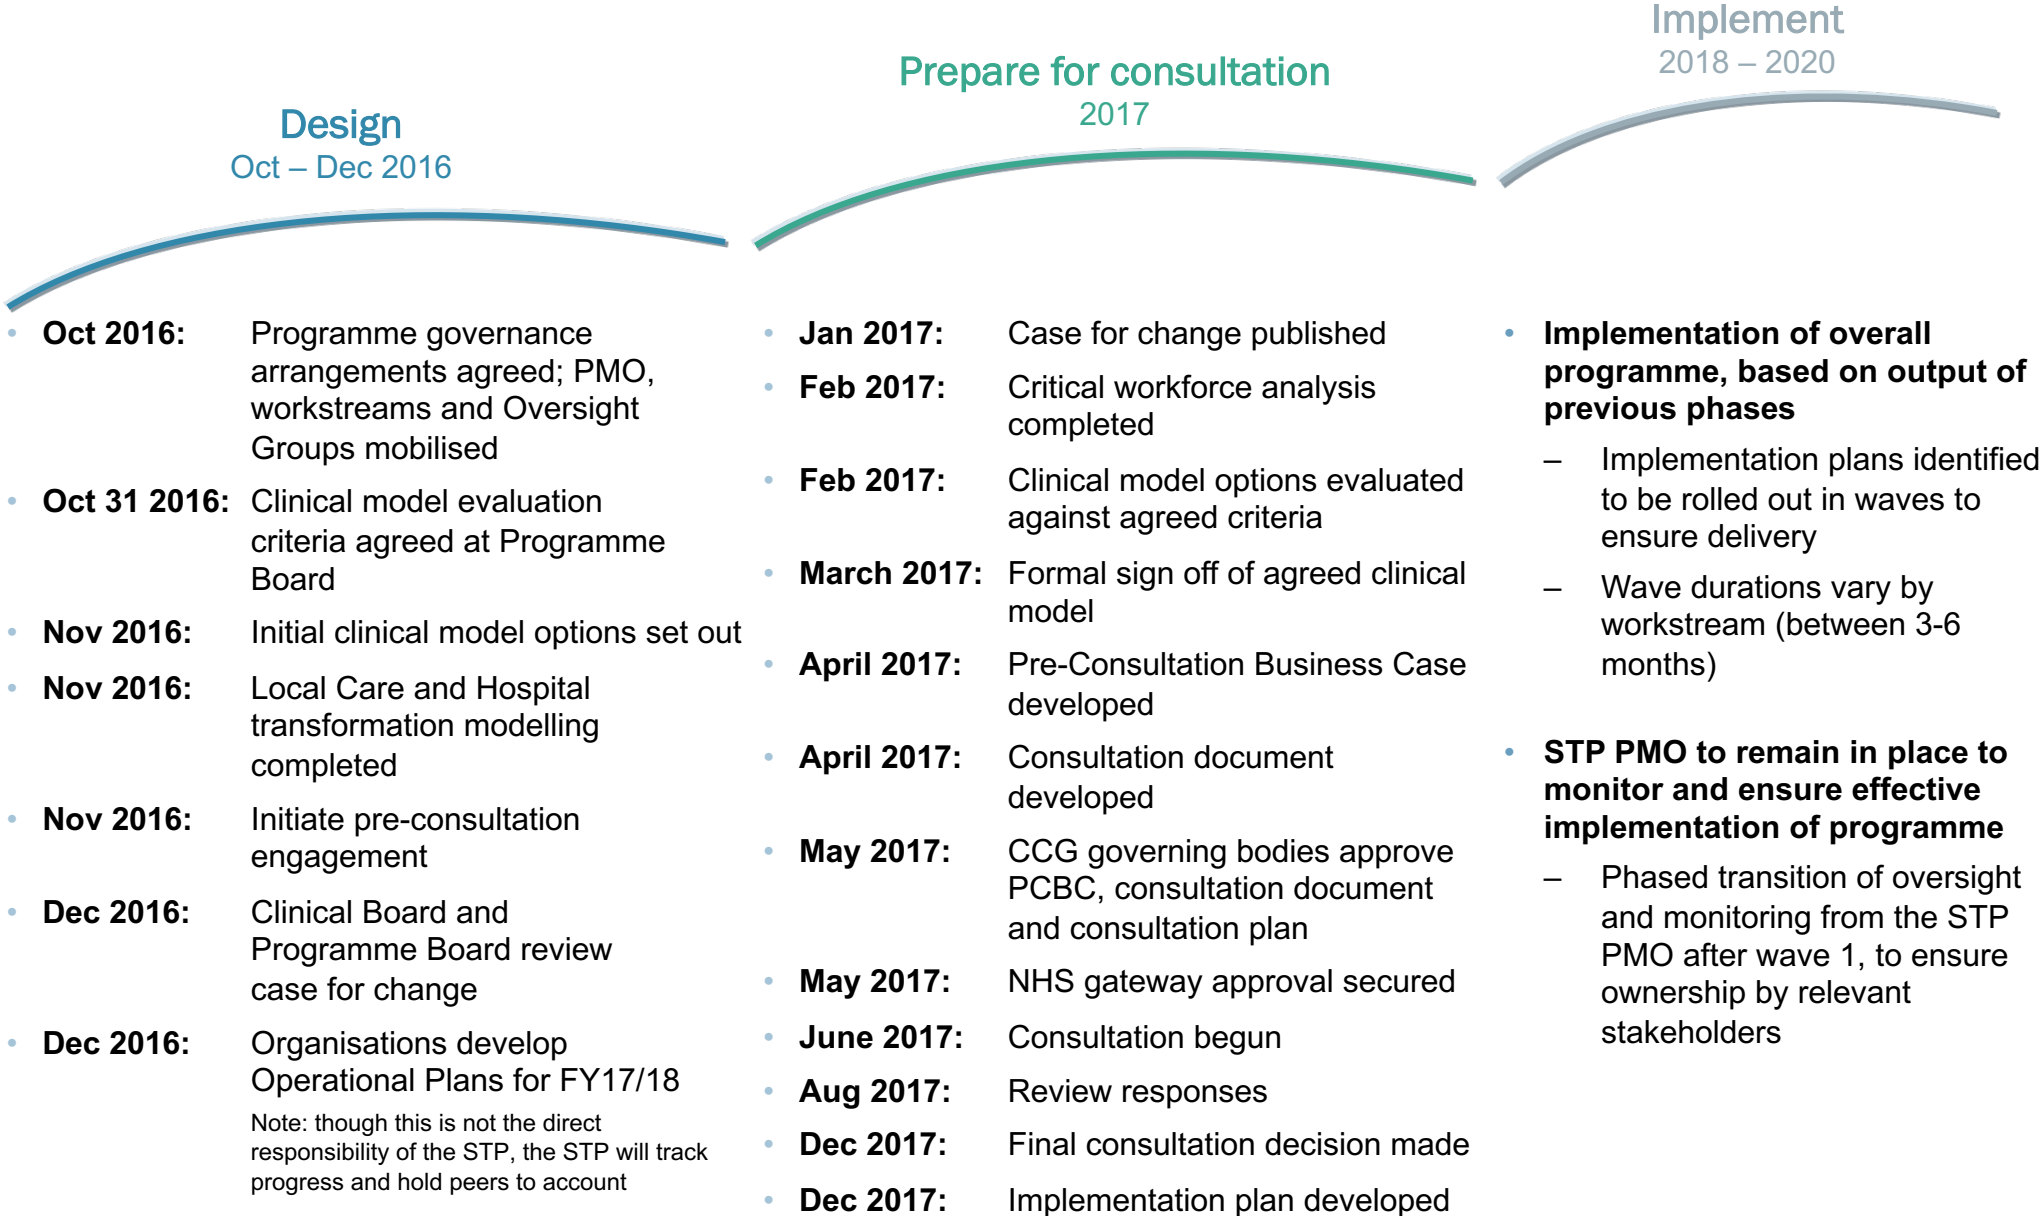 Design
Oct – Dec 2016
• Oct 2016: Programme governance
arrangements agreed; PMO,
workstreams and Oversight
Groups mobilised
• Oct 31 2016: Clinical model evaluation
criteria agreed at Programme
Board
• Nov 2016: Initial clinical model options set out
• Nov 2016: Local Care and Hospital
transformation modelling
completed
• Nov 2016: Initiate pre-consultation
engagement
• Dec 2016: Clinical Board and
Programme Board review
case for change
• Dec 2016: Organisations develop
Operational Plans for FY17/18
Note: though this is not the direct
responsibility of the STP, the STP will track
progress and hold peers to account
Prepare for consultation
2017
• Jan 2017: Case for change published
• Feb 2017: Critical workforce analysis
completed
• Feb 2017: Clinical model options evaluated
against agreed criteria
• March 2017: Formal sign off of agreed clinical
model
• April 2017: Pre-Consultation Business Case
developed
• April 2017: Consultation document
developed
• May 2017: CCG governing bodies approve
PCBC, consultation document
and consultation plan
• May 2017: NHS gateway approval secured
• June 2017: Consultation begun
• Aug 2017: Review responses
• Dec 2017: Final consultation decision made
• Dec 2017: Implementation plan developed
Implement
2018 – 2020
• Implementation of overall
programme, based on output of
previous phases
– Implementation plans identified
to be rolled out in waves to
ensure delivery
– Wave durations vary by
workstream (between 3-6
months)
• STP PMO to remain in place to
monitor and ensure effective
implementation of programme
– Phased transition of oversight
and monitoring from the STP
PMO after wave 1, to ensure
ownership by relevant
stakeholders